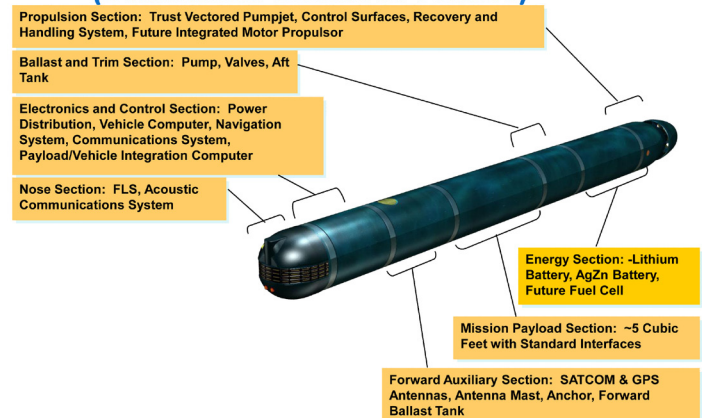 Propulsion Section: Trust Vectored Pumpjet, Control Surfaces, Recovery and
Handling System, Future Integrated Motor Propulsor
Ballast and Trim Section: Pump, Valves, Aft
Tank
Electronics and Control Section: Power
Distribution, Vehicle Computer, Navigation
System, Communications System,
Payload/Vehicle Integration Computer
Nose Section: FLS, Acoustic
Communications System
Energy Section: -Lithium
Battery, AgZn Battery,
Future Fuel Cell
Mission Payload Section: ~5 Cubic
Feet with Standard Interfaces
Forward Auxiliary Section: SATCOM & GPS
Antennas, Antenna Mast, Anchor, Forward
Ballast Tank